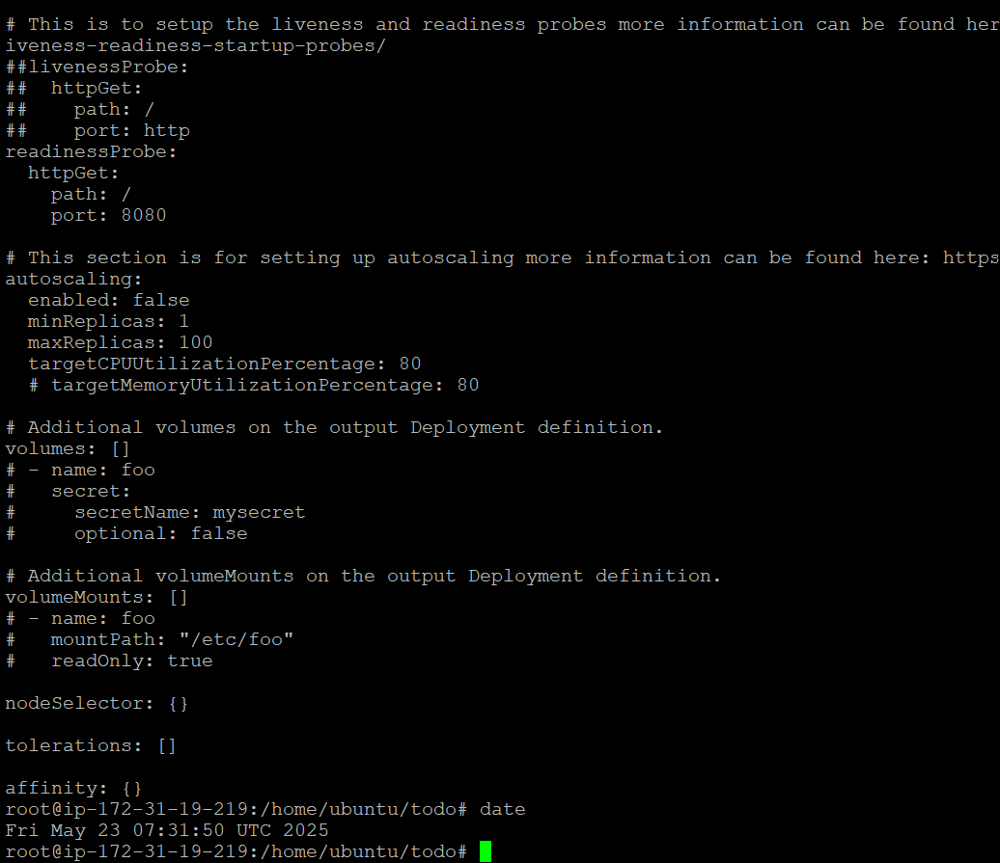 # This is to setup the liveness and readiness probes more information can be found her
iveness-readiness-startup-probes/
##livenessProbe:
##  httpGet:
##    path: /
##    port: http
readinessProbe:
  httpGet:
    path: /
    port: 8080

# This section is for setting up autoscaling more information can be found here: https
autoscaling:
  enabled: false
  minReplicas: 1
  maxReplicas: 100
  targetCPUUtilizationPercentage: 80
  # targetMemoryUtilizationPercentage: 80

# Additional volumes on the output Deployment definition.
volumes: []
# - name: foo
#   secret:
#     secretName: mysecret
#     optional: false

# Additional volumeMounts on the output Deployment definition.
volumeMounts: []
# - name: foo
#   mountPath: "/etc/foo"
#   readOnly: true

nodeSelector: {}

tolerations: []

affinity: {}
root@ip-172-31-19-219:/home/ubuntu/todo# date
Fri May 23 07:31:50 UTC 2025
root@ip-172-31-19-219:/home/ubuntu/todo#